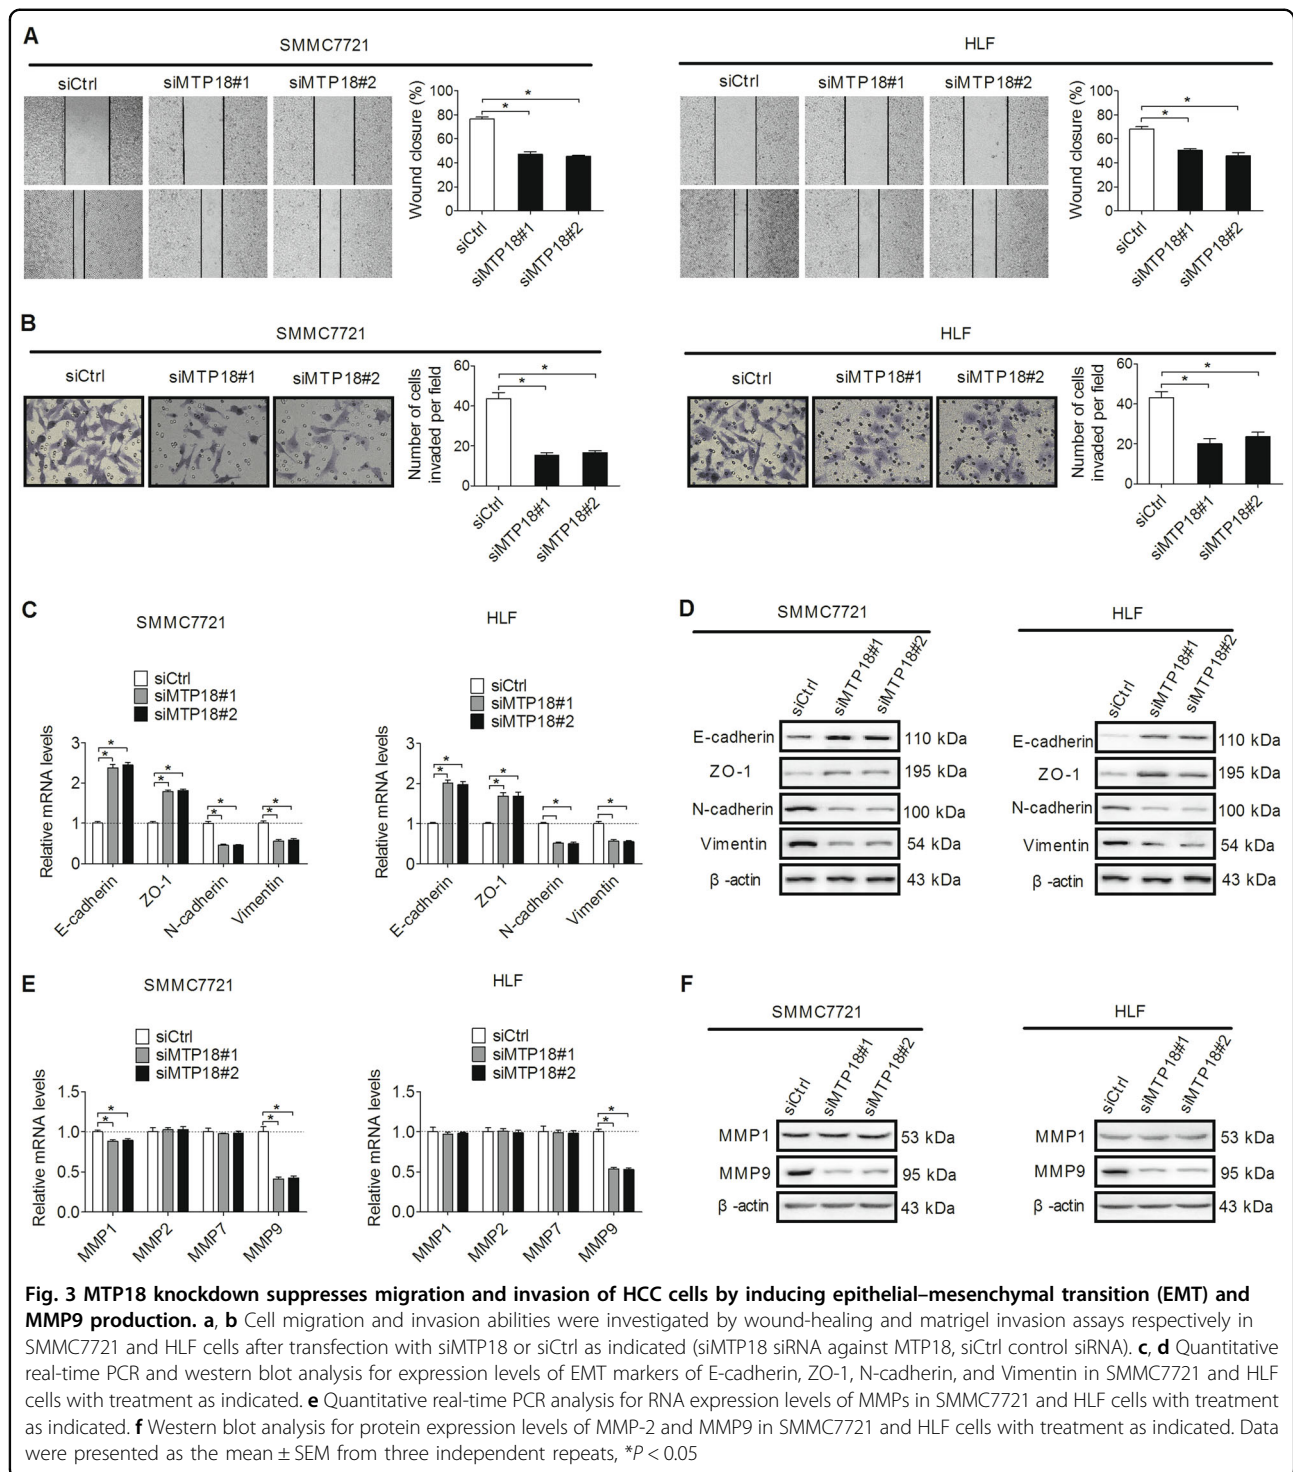 A
SMMC7721
siCtrl siMTP18#1 siMTP18#2
Wound closure (%)
100
80
60
40
20
0
* *
siCtrl siMTP18#1 siMTP18#2
HLF
siCtrl siMTP18#1 siMTP18#2
Wound closure (%)
100
80
60
40
20
0
* *
siCtrl siMTP18#1 siMTP18#2
B
SMMC7721
siCtrl siMTP18#1 siMTP18#2
Number of cells
invaded per field
60
40
20
0
* *
siCtrl siMTP18#1 siMTP18#2
HLF
siCtrl siMTP18#1 siMTP18#2
Number of cells
invaded per field
60
40
20
0
* *
siCtrl siMTP18#1 siMTP18#2
C
SMMC7721
siCtrl
siMTP18#1
siMTP18#2
Relative mRNA levels
3
2
1
0
* * * * * * * *
E-cadherin ZO-1 N-cadherin Vimentin
HLF
siCtrl
siMTP18#1
siMTP18#2
Relative mRNA levels
3
2
1
0
* * * * * * *
E-cadherin ZO-1 N-cadherin Vimentin
D
SMMC7721
siCtrl siMTP18#1 siMTP18#2
E-cadherin 110 kDa
ZO-1 195 kDa
N-cadherin 100 kDa
Vimentin 54 kDa
β -actin 43 kDa
HLF
siCtrl siMTP18#1 siMTP18#2
E-cadherin 110 kDa
ZO-1 195 kDa
N-cadherin 100 kDa
Vimentin 54 kDa
β -actin 43 kDa
E
SMMC7721
siCtrl
siMTP18#1
siMTP18#2
Relative mRNA levels
1.5
1.0
0.5
0.0
* * * *
MMP1 MMP2 MMP7 MMP9
HLF
siCtrl
siMTP18#1
siMTP18#2
Relative mRNA levels
1.5
1.0
0.5
0.0
* *
MMP1 MMP2 MMP7 MMP9
F
SMMC7721
siCtrl siMTP18#1 siMTP18#2
MMP1 53 kDa
MMP9 95 kDa
β -actin 43 kDa
HLF
siCtrl siMTP18#1 siMTP18#2
MMP1 53 kDa
MMP9 95 kDa
β -actin 43 kDa
Fig. 3 MTP18 knockdown suppresses migration and invasion of HCC cells by inducing epithelial–mesenchymal transition (EMT) and
MMP9 production. a, b Cell migration and invasion abilities were investigated by wound-healing and matrigel invasion assays respectively in
SMMC7721 and HLF cells after transfection with siMTP18 or siCtrl as indicated (siMTP18 siRNA against MTP18, siCtrl control siRNA). c, d Quantitative
real-time PCR and western blot analysis for expression levels of EMT markers of E-cadherin, ZO-1, N-cadherin, and Vimentin in SMMC7721 and HLF
cells with treatment as indicated. e Quantitative real-time PCR analysis for RNA expression levels of MMPs in SMMC7721 and HLF cells with treatment
as indicated. f Western blot analysis for protein expression levels of MMP-2 and MMP9 in SMMC7721 and HLF cells with treatment as indicated. Data
were presented as the mean ± SEM from three independent repeats, *P < 0.05